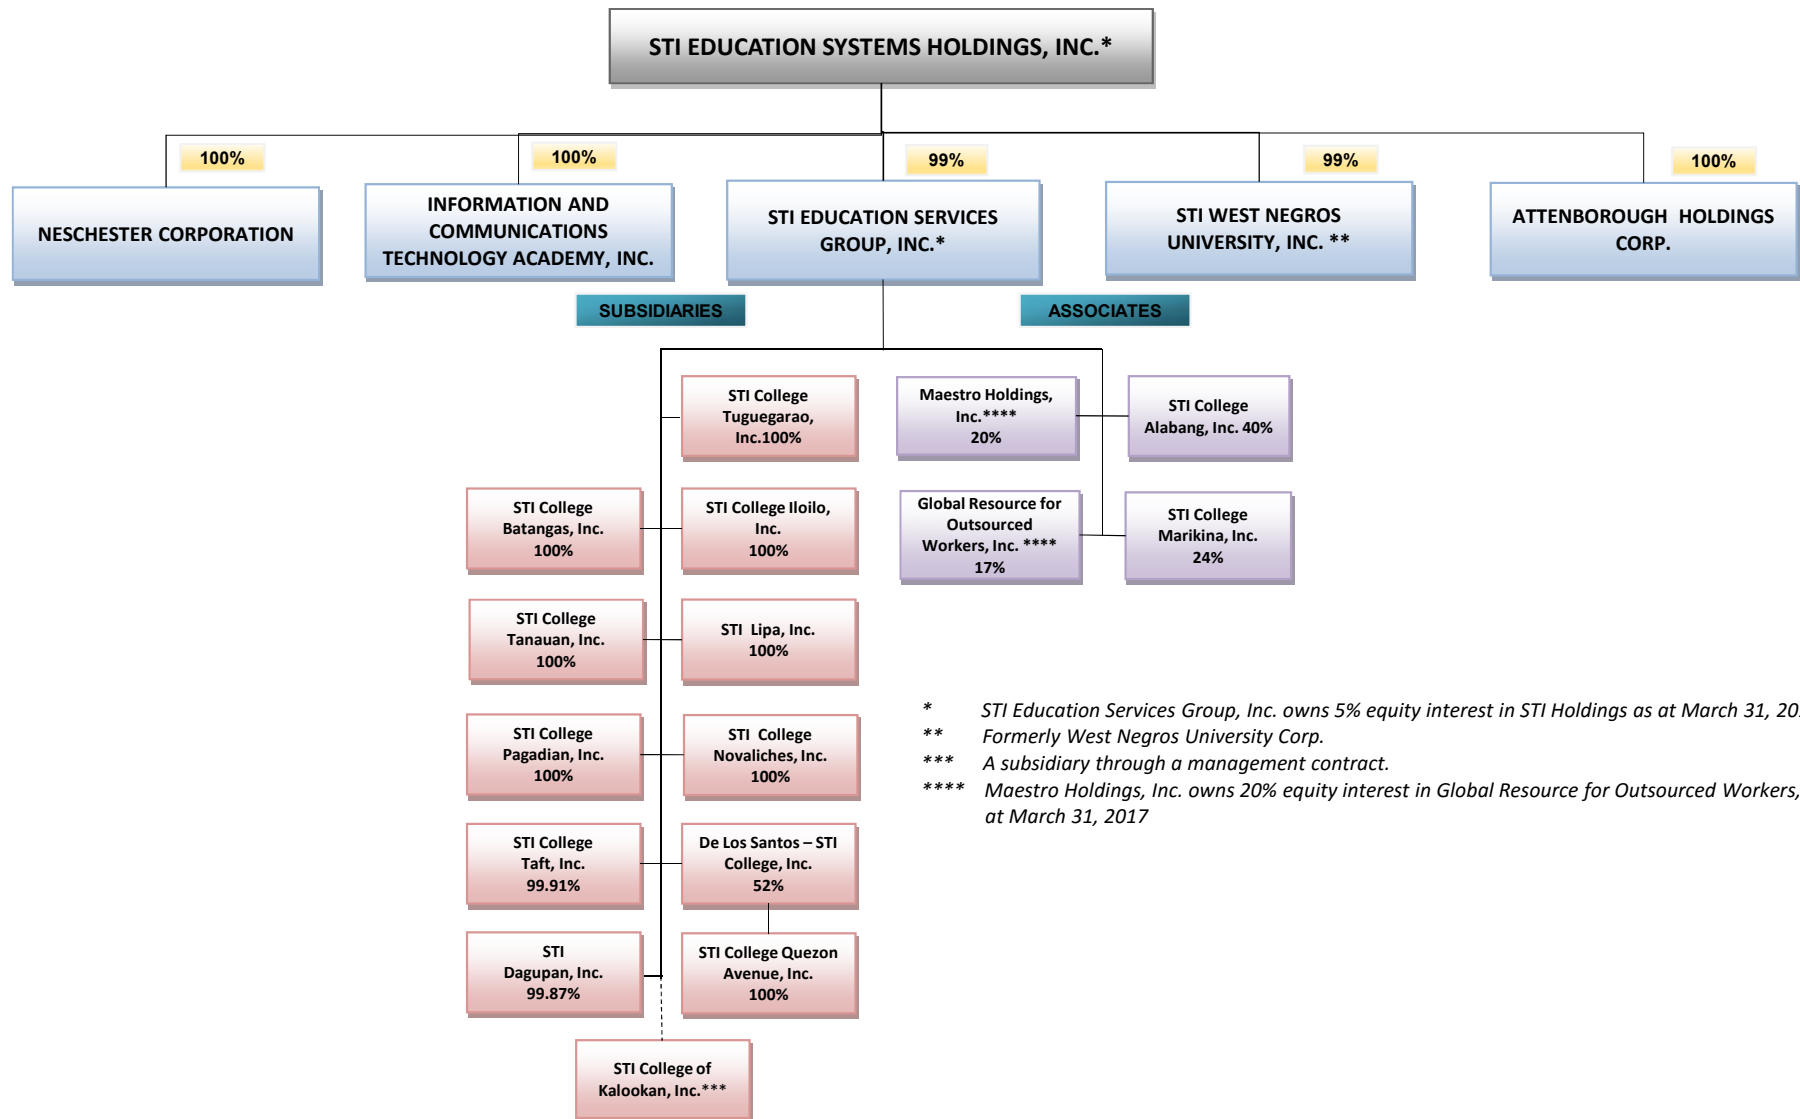 STI EDUCATION SYSTEMS HOLDINGS, INC.*
100%
100%
99%
99%
100%
NESCHESTER CORPORATION
INFORMATION AND
COMMUNICATIONS
TECHNOLOGY ACADEMY, INC.
STI EDUCATION SERVICES
GROUP, INC.*
STI WEST NEGROS
UNIVERSITY, INC. **
ATTENBOROUGH HOLDINGS
CORP.
SUBSIDIARIES
ASSOCIATES
STI College
Tuguegarao,
Inc.100%
Maestro Holdings,
Inc.****
20%
STI College
Alabang, Inc. 40%
STI College
Batangas, Inc.
100%
STI College Iloilo,
Inc.
100%
Global Resource for
Outsourced
Workers, Inc. ****
17%
STI College
Marikina, Inc.
24%
STI College
Tanauan, Inc.
100%
STI Lipa, Inc.
100%
STI College
Pagadian, Inc.
100%
STI College
Novaliches, Inc.
100%
* STI Education Services Group, Inc. owns 5% equity interest in STI Holdings as at March 31,
** Formerly West Negros University Corp.
*** A subsidiary through a management contract.
**** Maestro Holdings, Inc. owns 20% equity interest in Global Resource for Outsourced Workers,
at March 31, 2017
STI College
Taft, Inc.
99.91%
De Los Santos – STI
College, Inc.
52%
STI
Dagupan, Inc.
99.87%
STI College Quezon
Avenue, Inc.
100%
STI College of
Kalookan, Inc.***